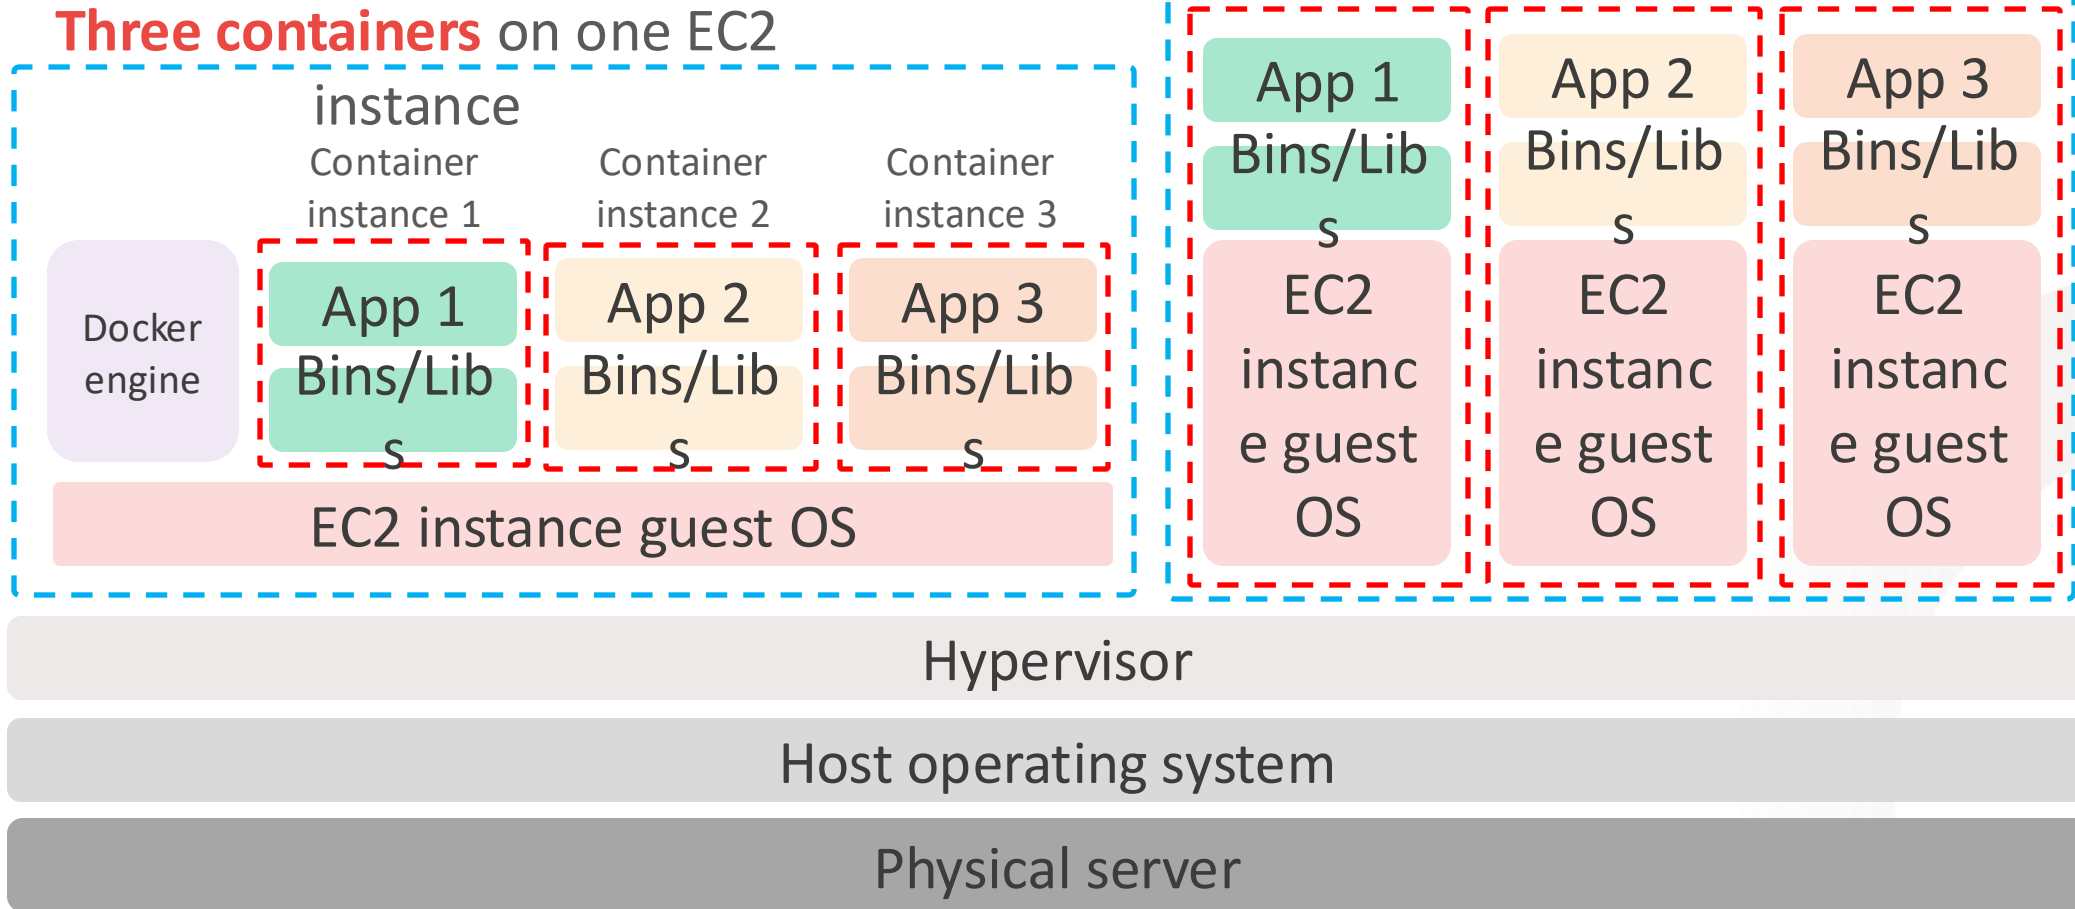 Three containers on one EC2
instance
Container
instance 1
Container
instance 2
Container
instance 3
Docker
engine
App 1
Bins/Lib
s
App 2
Bins/Lib
s
App 3
Bins/Lib
s
EC2 instance guest OS
App 1
Bins/Lib
s
EC2
instanc
e guest
OS
App 2
Bins/Lib
s
EC2
instanc
e guest
OS
App 3
Bins/Lib
s
EC2
instanc
e guest
OS
Hypervisor
Host operating system
Physical server